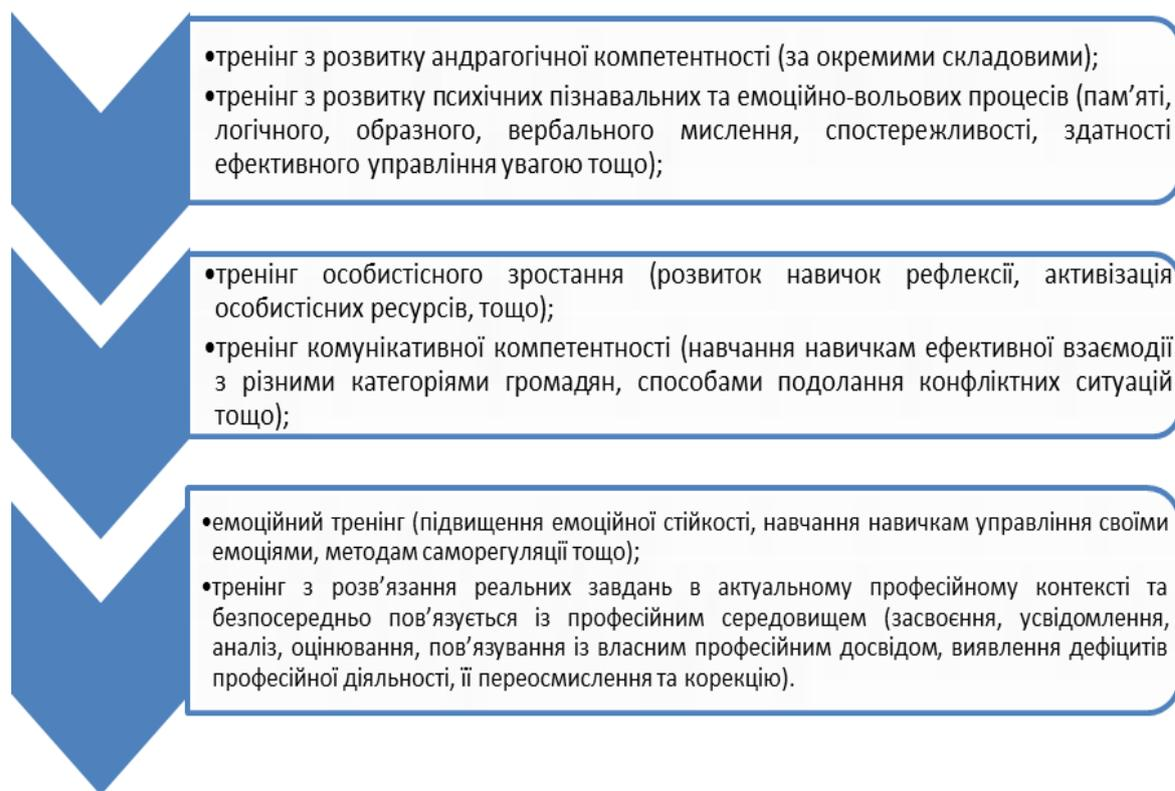 •тренінг з розвитку андрагогічної компетентності (за окремими складовими);
•тренінг з розвитку психічних пізнавальних та емоційно-вольових процесів (пам’яті,
логічного, образного, вербального мислення, спостережливості, здатності
ефективного управління увагою тощо);
•тренінг особистісного зростання (розвиток навичок рефлексії, активізація
особистісних ресурсів, тощо);
•тренінг комунікативної компетентності (навчання навичкам ефективної взаємодії
з різними категоріями громадян, способами подолання конфліктних ситуацій
тощо);
•емоційний тренінг (підвищення емоційної стійкості, навчання навичкам управління своїми
емоціями, методам саморегуляції тощо);
•тренінг з розв’язання реальних завдань в актуальному професійному контексті та
безпосередньо пов’язується із професійним середовищем (засвоєння, усвідомлення,
аналіз, оцінювання, пов’язування із власним професійним досвідом, виявлення дефіцитів
професійної діяльності, її переосмислення та корекцію).